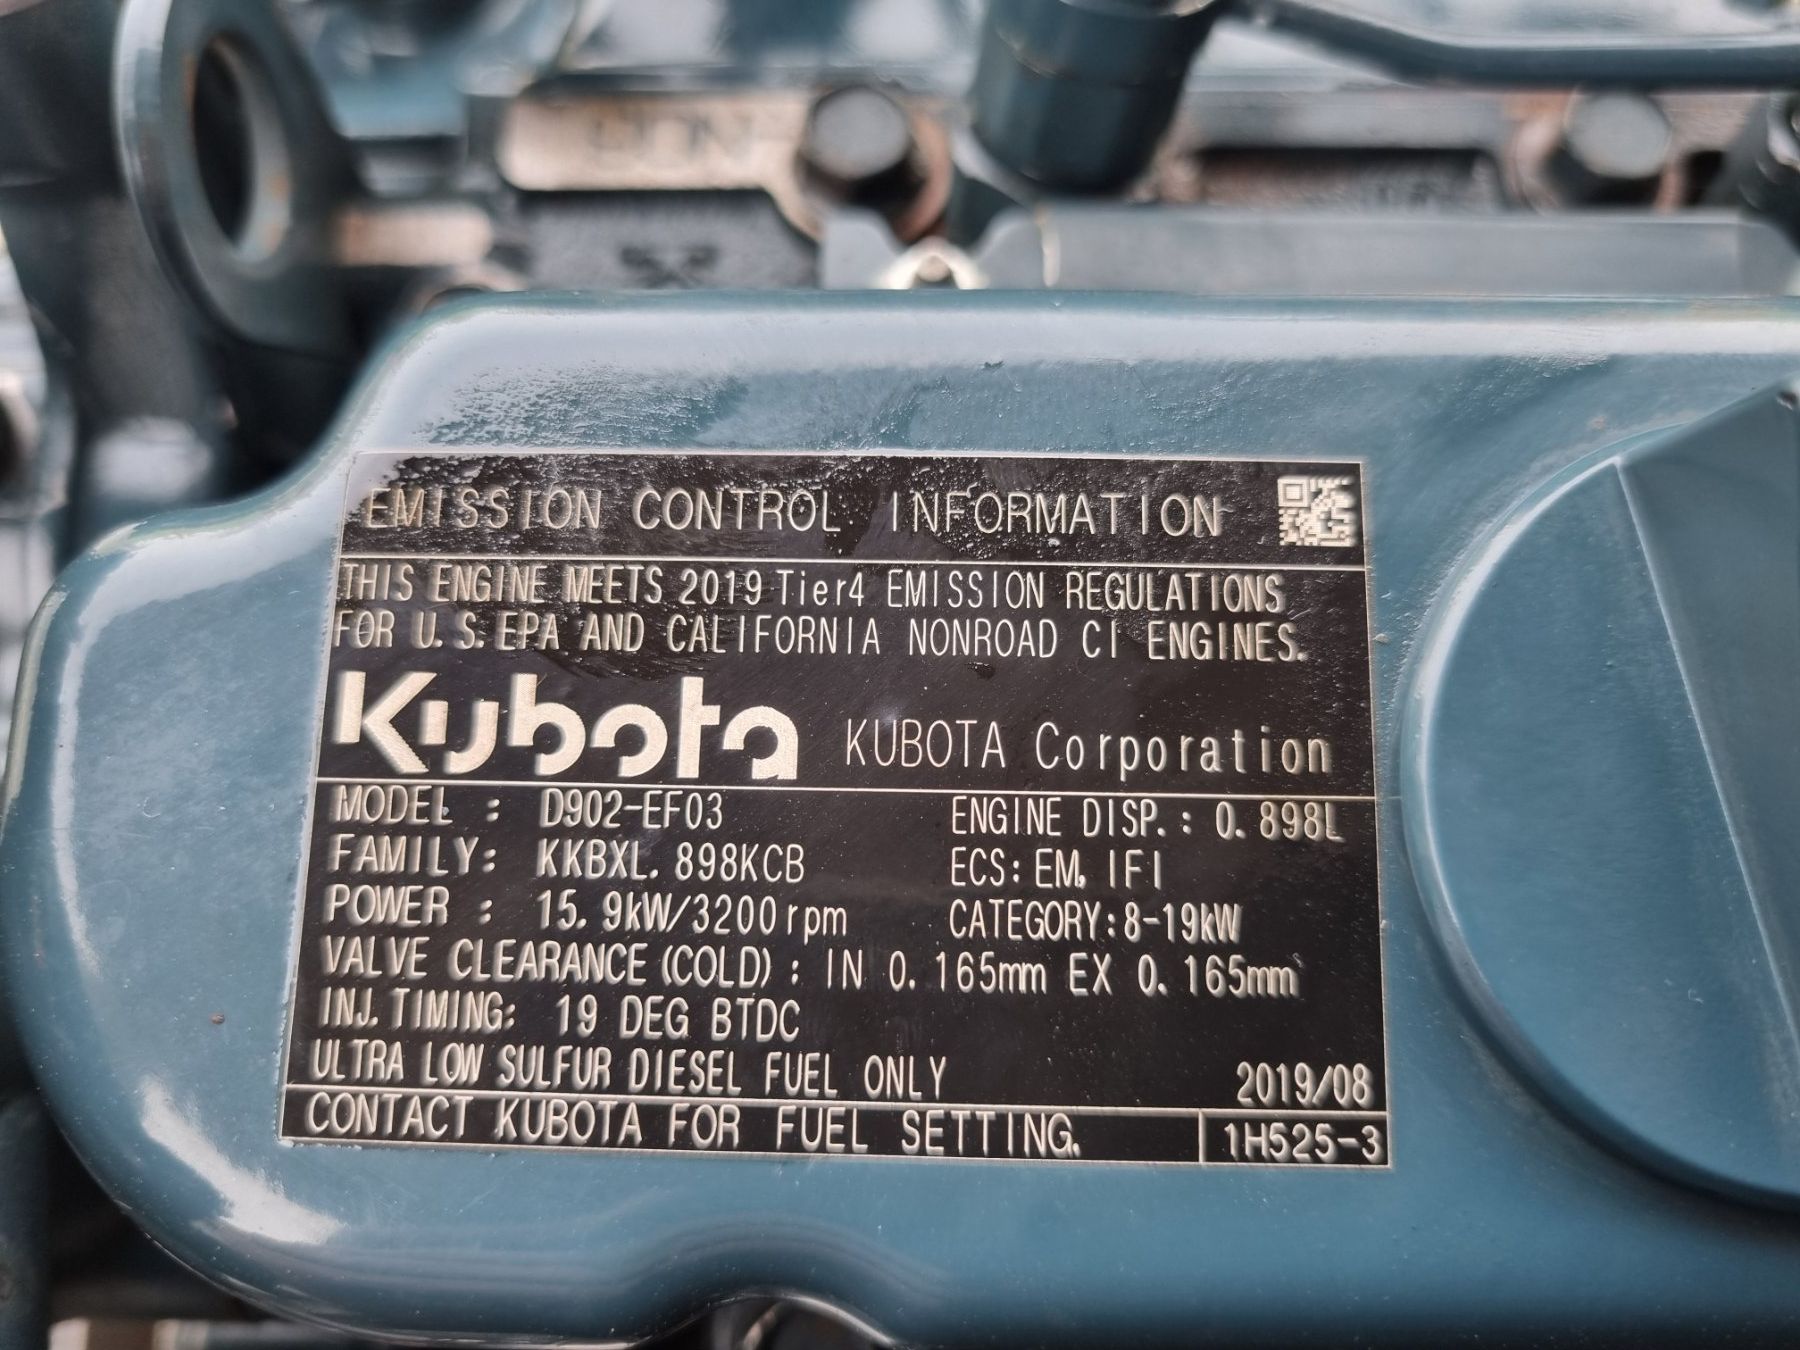 EMISSION CONTROL INFORMATION
THIS ENGINE MEETS 2019 Tier4 EMISSION REGULATIONS
FOR U.S.EPA AND CALIFORNIA NONROAD CI ENGINES.
Kubota KUBOTA Corporation
MODEL : D902-EF03 ENGINE DISP.: 0.898L
FAMILY: KKBXL.898KCB ECS: EM, IFI
POWER : 15.9kW/3200rpm CATEGORY:8-19kW
VALVE CLEARANCE (COLD) : IN 0.165mm EX 0.165mm
INJ.TIMING: 19 DEG BTDC
ULTRA LOW SULFUR DIESEL FUEL ONLY 2019/08
CONTACT KUBOTA FOR FUEL SETTING. 1H525-3